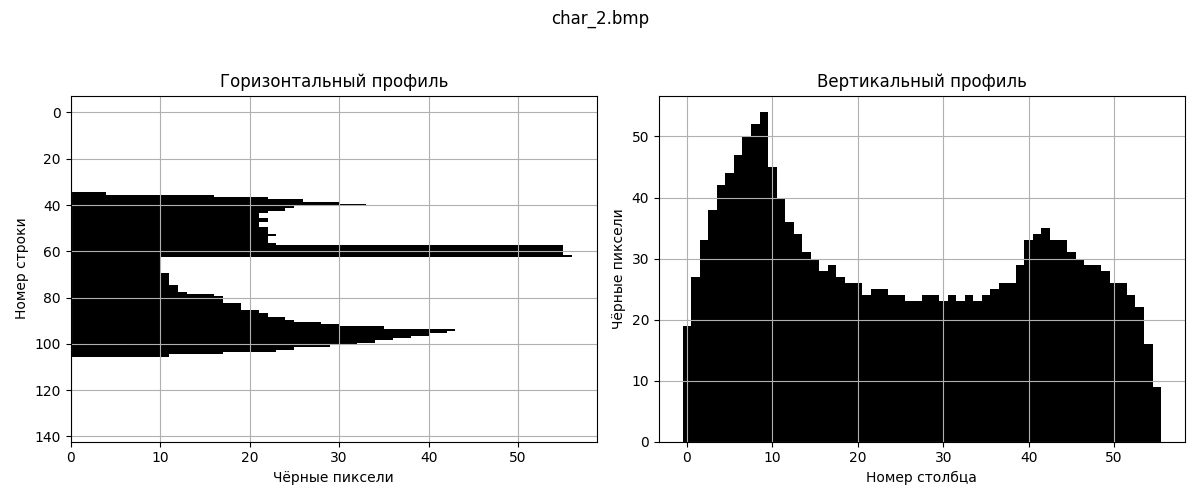 char_2.bmp
Горизонтальный профиль
Номер строки
0
20
40
60
80
100
120
140
0 10 20 30 40 50
Чёрные пиксели
Вертикальный профиль
Чёрные пиксели
50
40
30
20
10
0
0 10 20 30 40 50
Номер столбца